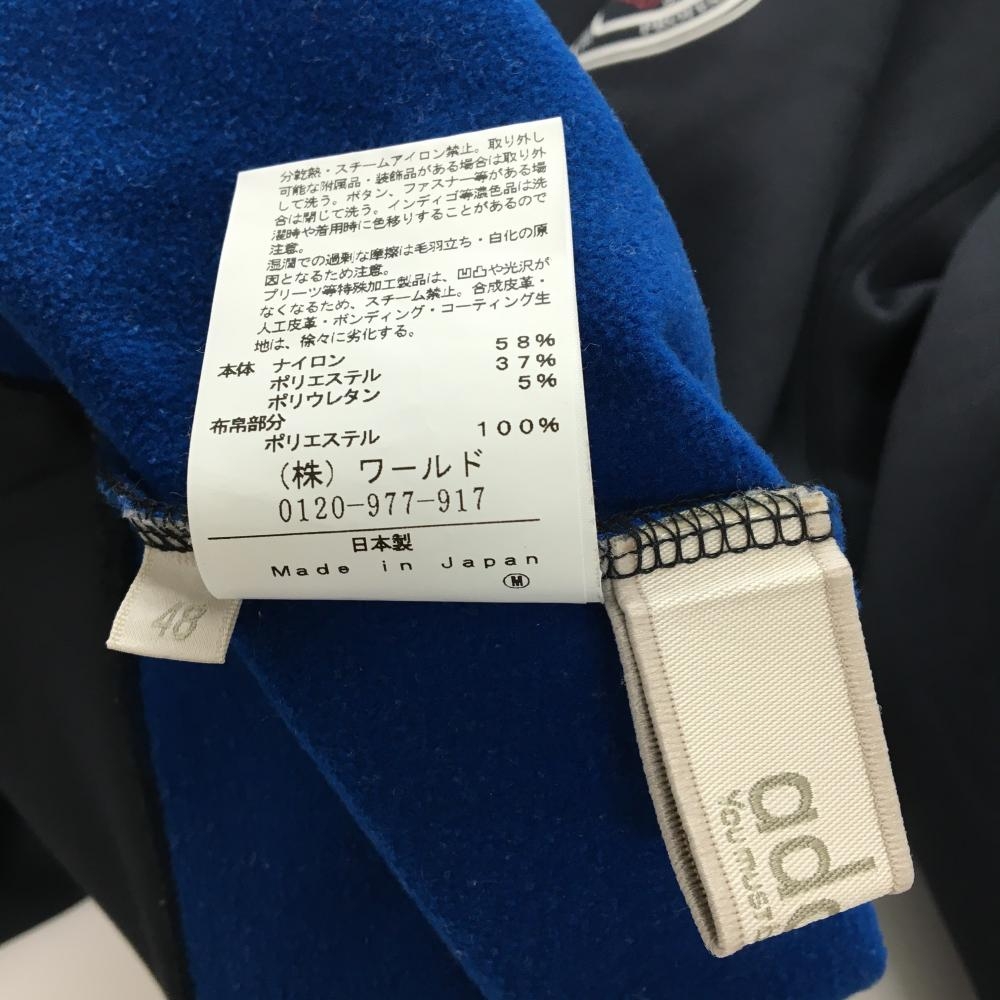 分乾熱・スチームアイロン禁止。取り外し
可能な附属品・装飾品がある場合は取り外
して洗う。ボタン、ファスナー等がある場
合は閉じて洗う。インディゴ等濃色品は洗
濯時や着用時に色移りすることがあるので
注意。
湿潤での過剰な摩擦は毛羽立ち・白化の原
因となるため注意。
プリーツ等特殊加工製品は、凹凸や光沢が
なくなるため、スチーム禁止。合成皮革・
人工皮革・ボンディング・コーティング生
地は、徐々に劣化する。
本体 ナイロン 58%
ポリエステル 37%
ポリウレタン 5%
布帛部分
ポリエステル 100%
(株) ワールド
0120-977-917
日本製
Made in Japan
M
48
YOU MUST